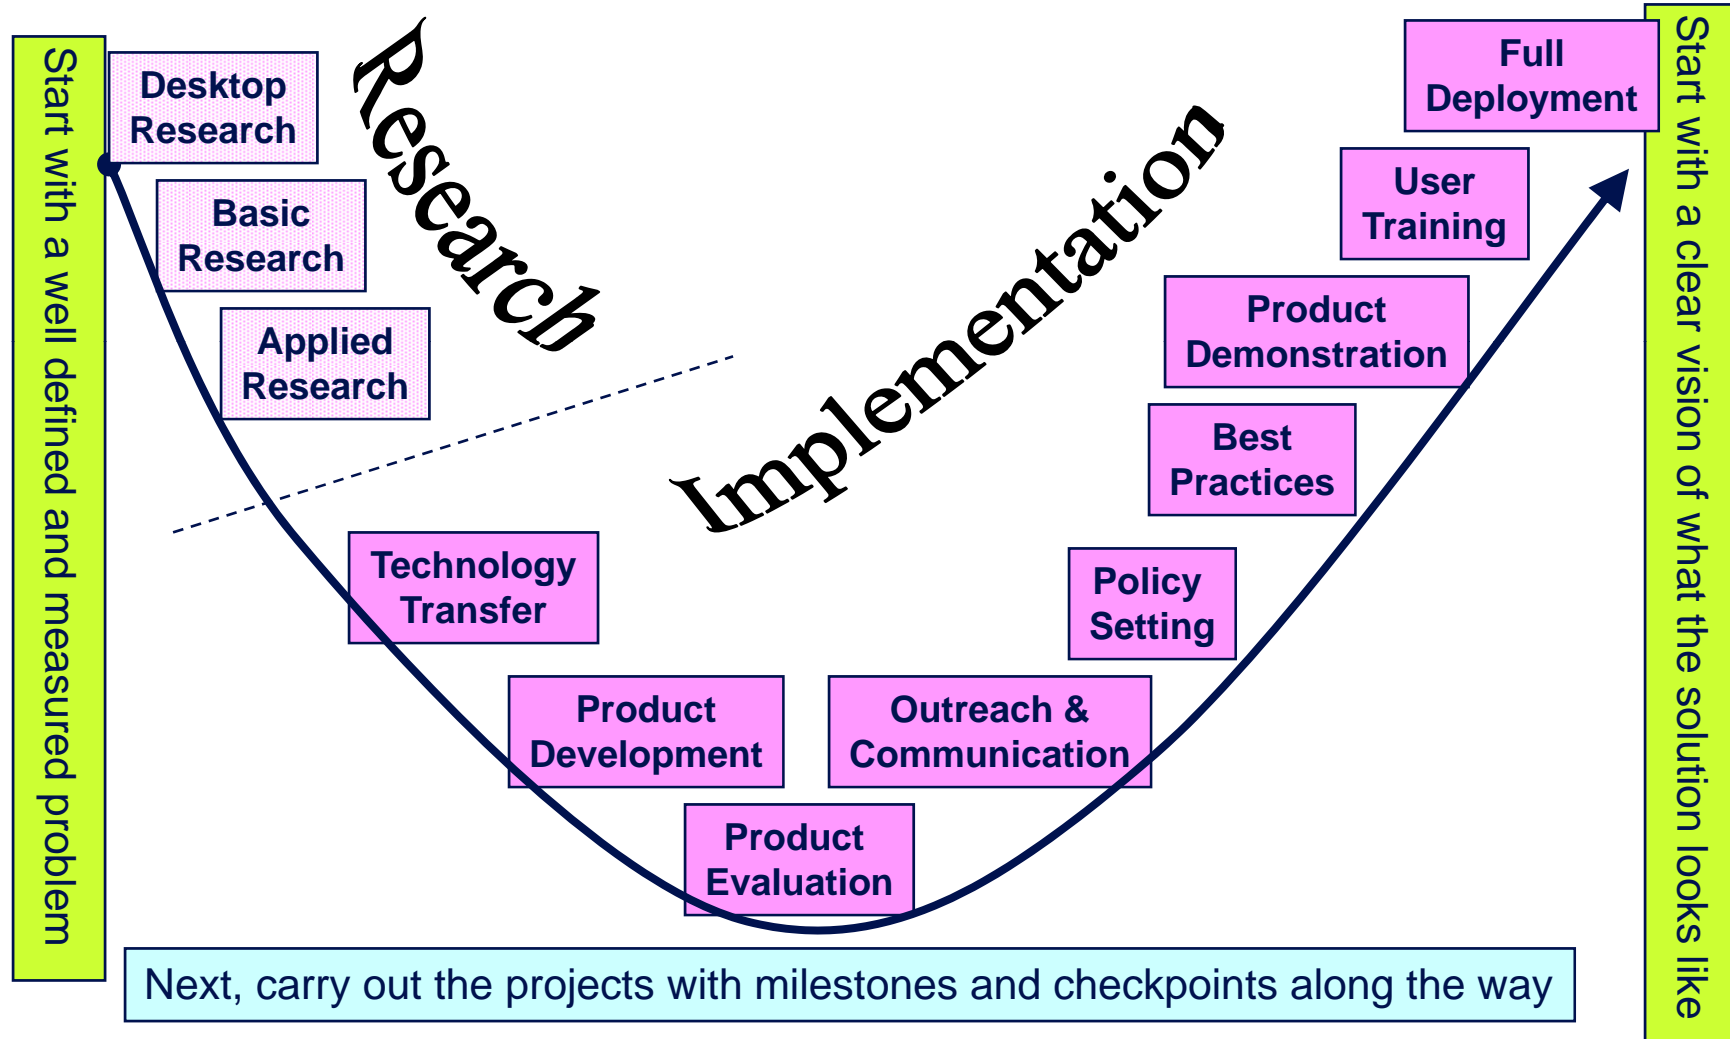 Start with a well defined and measured problem
Desktop
Research
Basic
Research
Applied
Research
Research
Implementation
Technology
Transfer
Product
Development
Product
Evaluation
Outreach &
Communication
Policy
Setting
Best
Practices
Product
Demonstration
User
Training
Full
Deployment
Start with a clear vision of what the solution looks like
Next, carry out the projects with milestones and checkpoints along the way